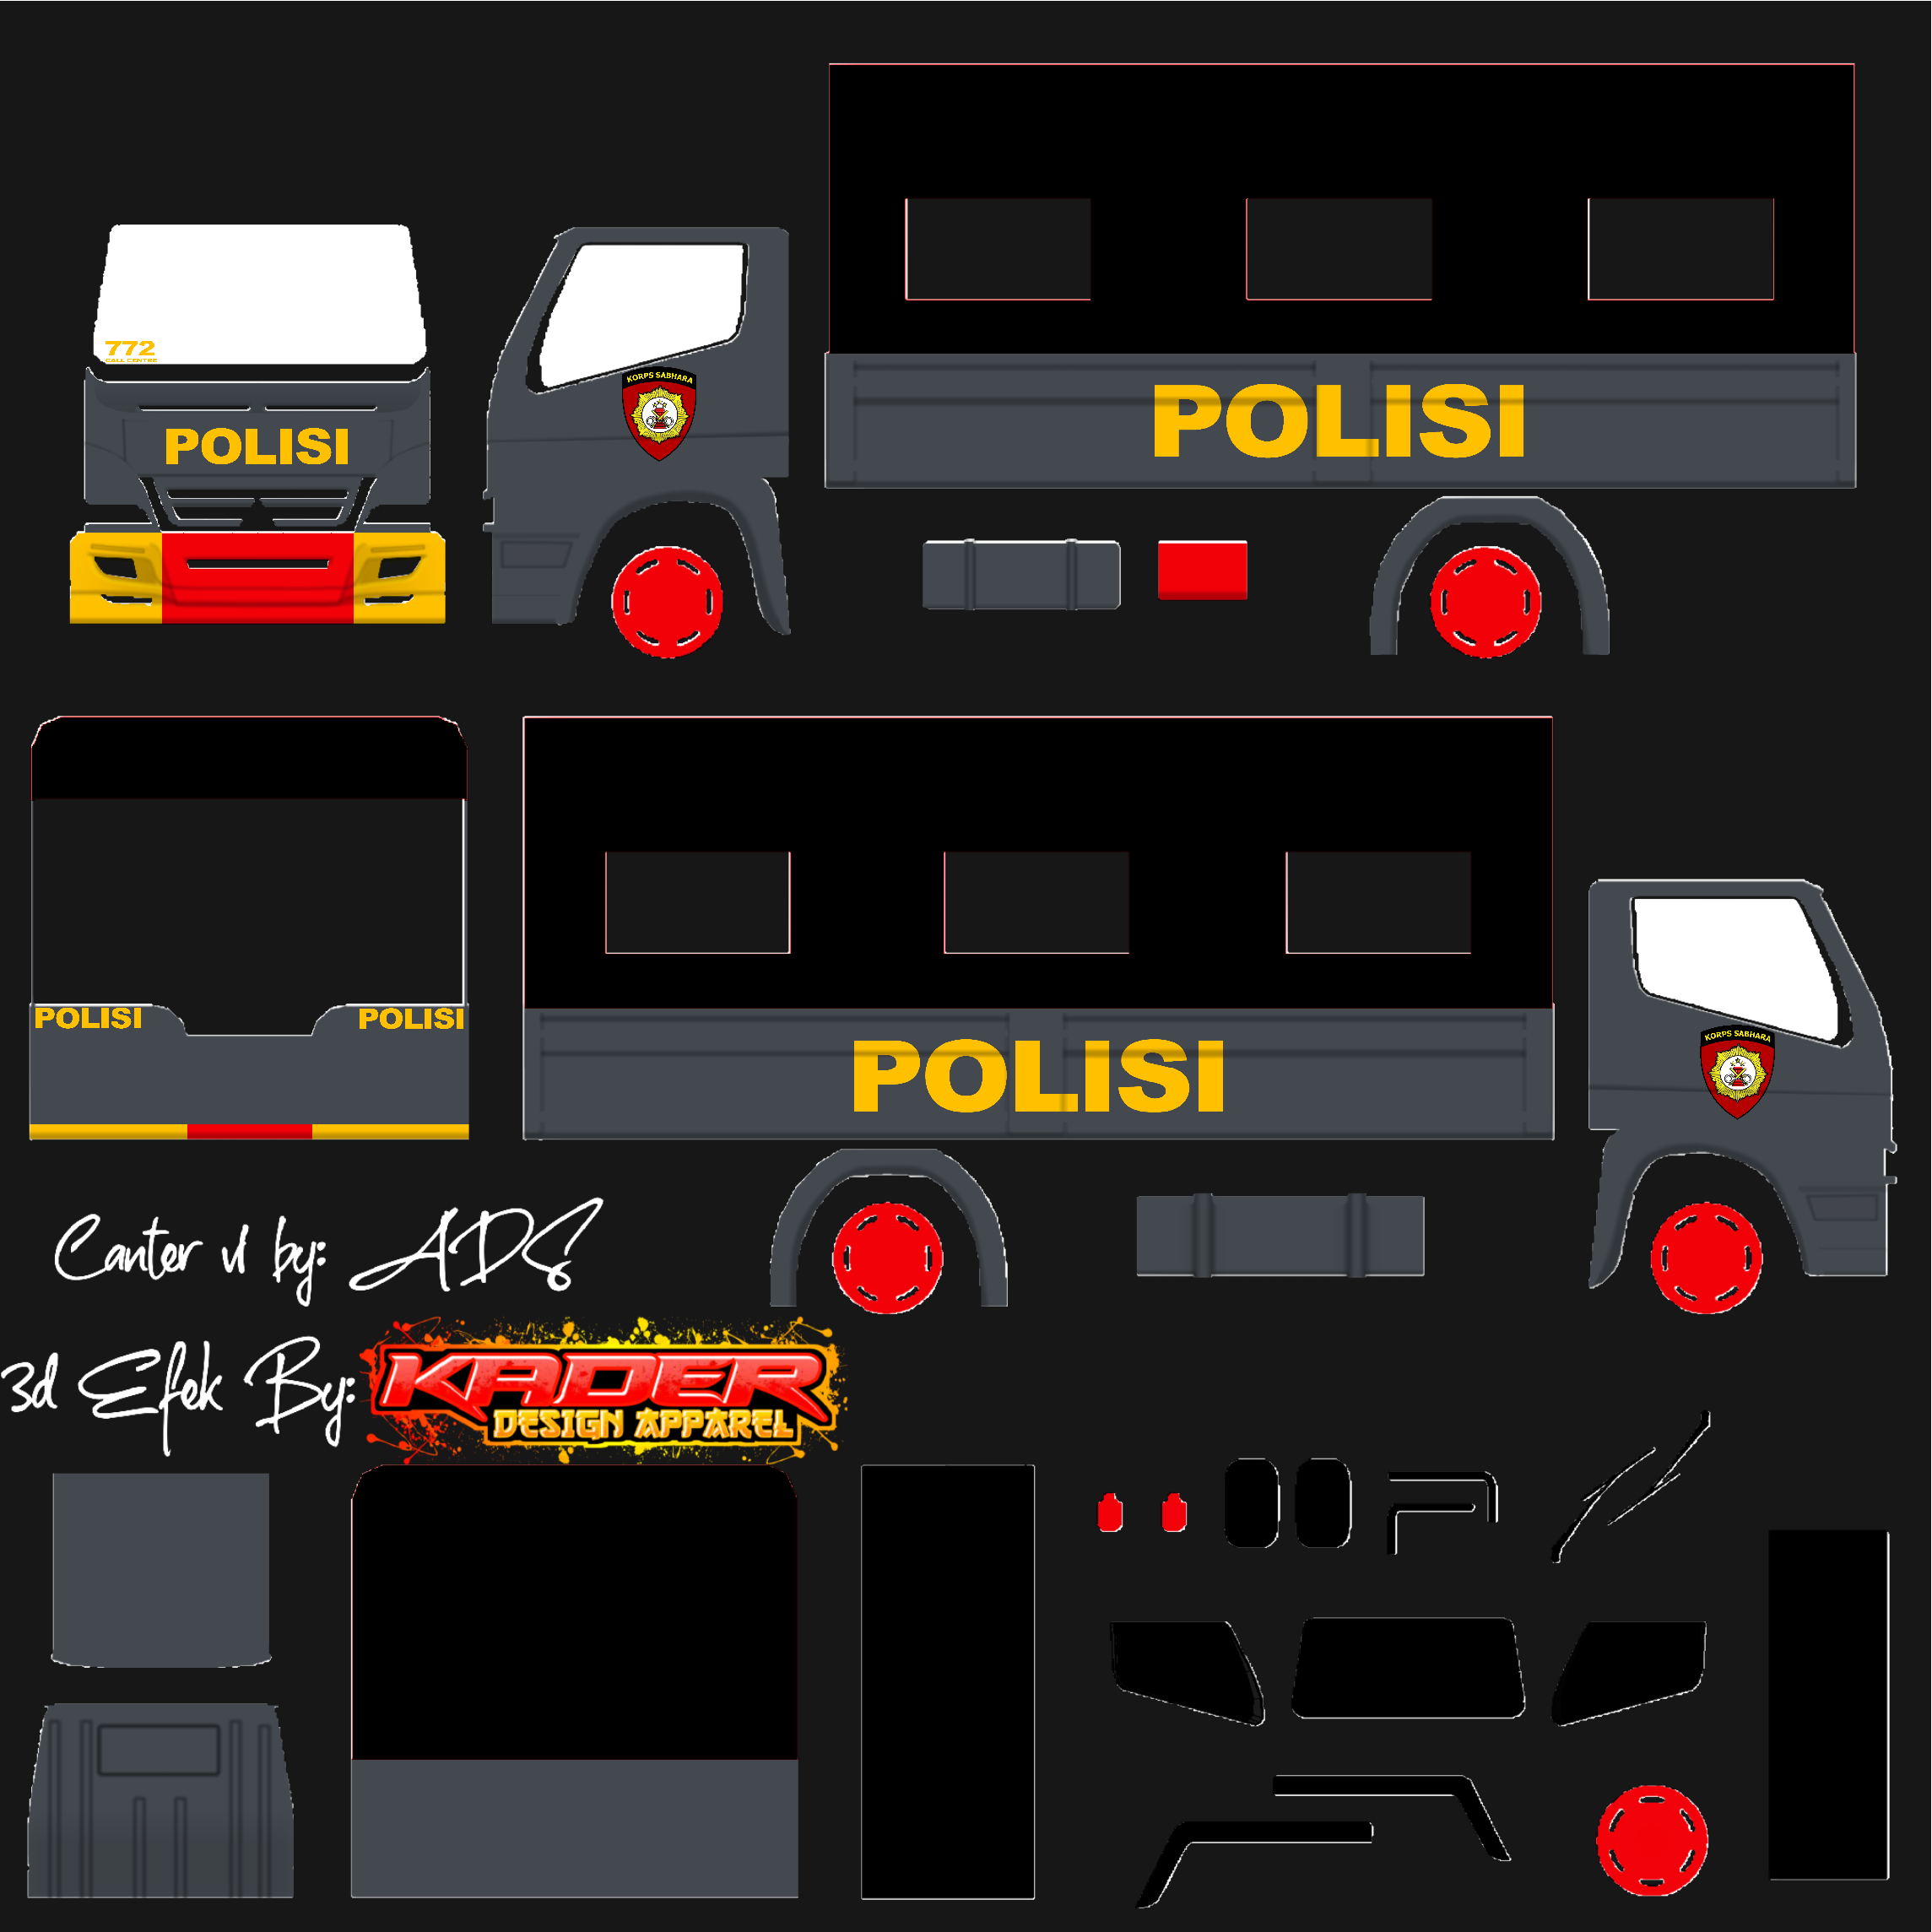 772
CALL CENTRE
POLISI
KORPS SABHARA
POLISI
POLISI
POLISI
POLISI
KORPS SABHARA
Canter v1 by: ADS
3d Efek By:
KADER
DESIGN APPAREL